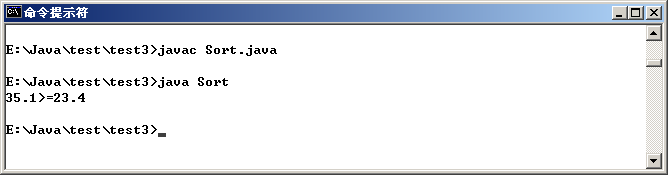 命令提示符
E:\Java\test\test3>javac Sort.java
E:\Java\test\test3>java Sort
35.1>=23.4
E:\Java\test\test3>